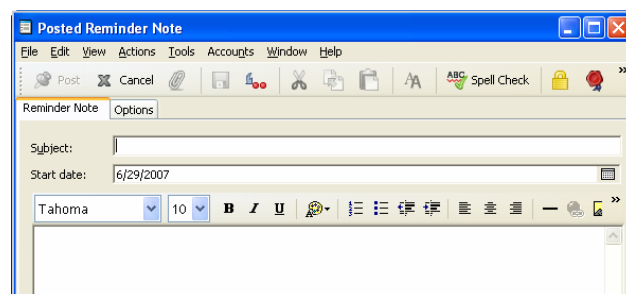 Posted Reminder Note
File Edit View Actions Tools Accounts Window Help
Post Cancel ABC Spell Check »
Reminder Note Options
Subject:
Start date: 6/29/2007
Tahoma 10 B I U »